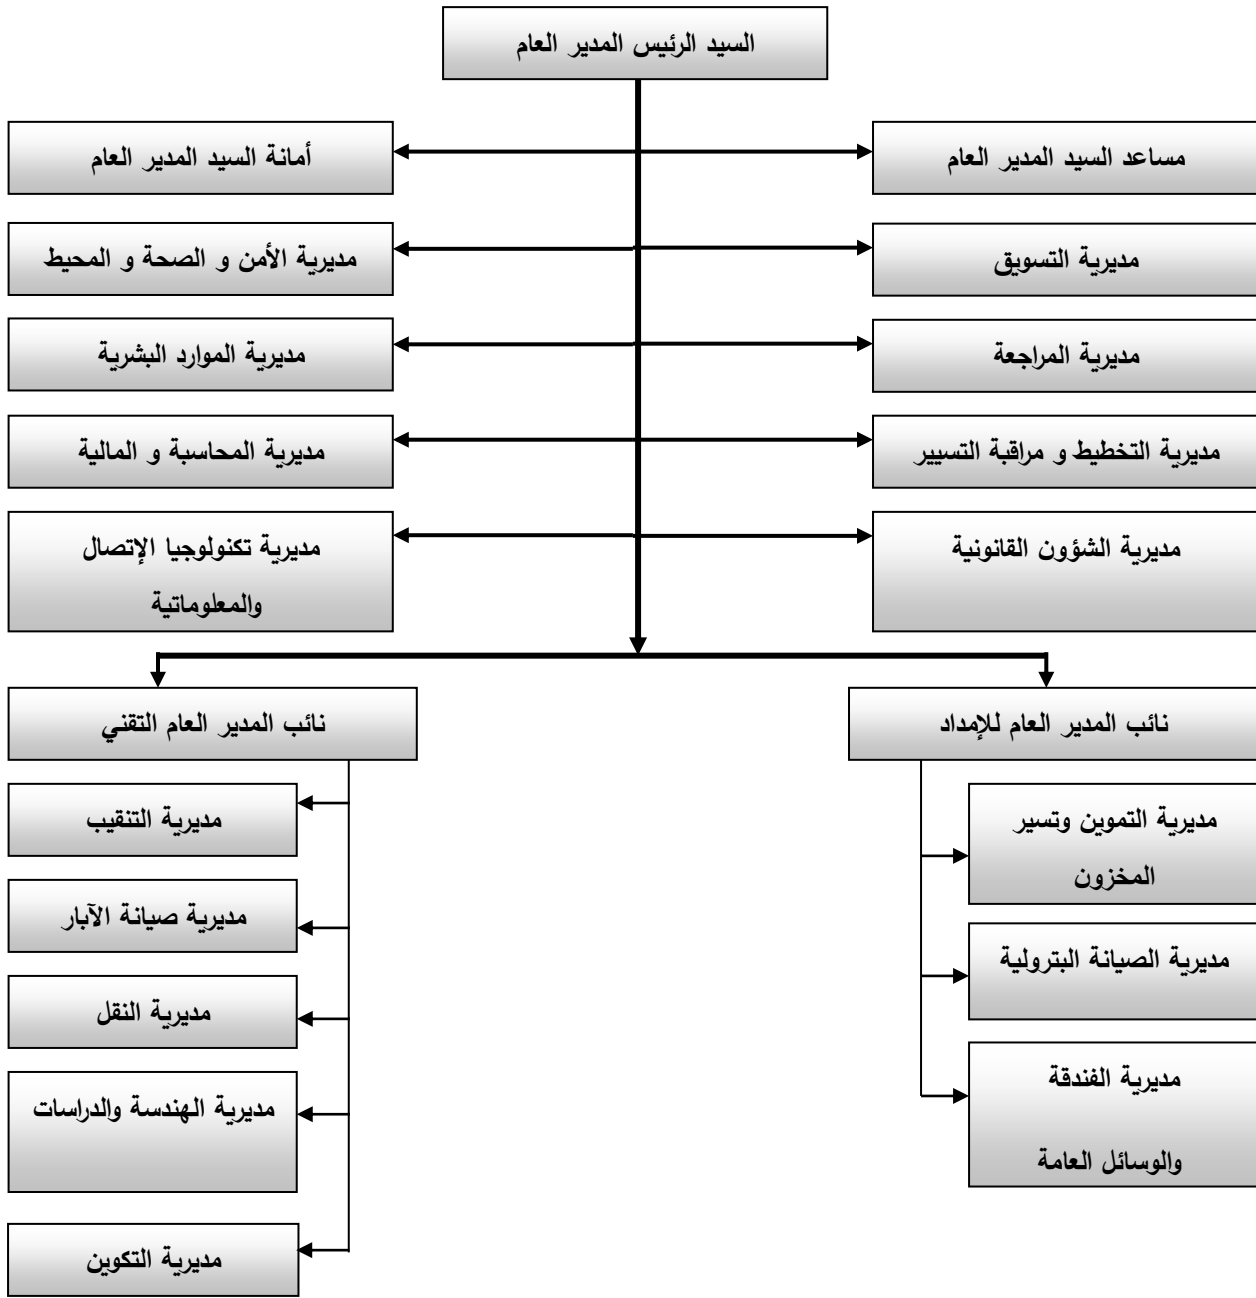 السيد الرئيس المدير العام
مساعد السيد المدير العام
أمانة السيد المدير العام
مديرية التسويق
مديرية الأمن و الصحة و المحيط
مديرية المراجعة
مديرية الموارد البشرية
مديرية التخطيط و مراقبة التسيير
مديرية المحاسبة و المالية
مديرية الشؤون القانونية
مديرية تكنولوجيا الإتصال
والمعلوماتية
نائب المدير العام للإمداد
نائب المدير العام التقني
مديرية التموين وتسير
المخزون
مديرية الصيانة البترولية
مديرية الفندقة
والوسائل العامة
مديرية التنقيب
مديرية صيانة الآبار
مديرية النقل
مديرية الهندسة والدراسات
مديرية التكوين